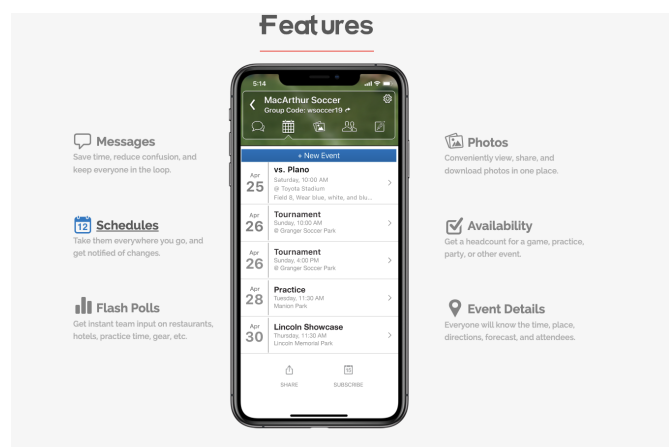 Features
Messages
Save time, reduce confusion, and
keep everyone in the loop.
12 Schedules
Take them everywhere you go, and
get notified of changes.
Flash Polls
Get instant team input on restaurants,
hotels, practice time, gear, etc.
5:14
MacArthur Soccer
Group Code: wsoccer19
+ New Event
Apr
25
vs. Plano
Saturday, 10:00 AM
@ Toyota Stadium
Field 8, Wear blue, white, and blu...
Apr
26
Tournament
Sunday, 10:00 AM
@ Granger Soccer Park
Apr
26
Tournament
Sunday, 4:00 PM
@ Granger Soccer Park
Apr
28
Practice
Tuesday, 11:30 AM
Manion Park
Apr
30
Lincoln Showcase
Thursday, 11:30 AM
Lincoln Memorial Park
SHARE
SUBSCRIBE
Photos
Conveniently view, share, and
download photos in one place.
Availability
Get a headcount for a game, practice,
party, or other event.
Event Details
Everyone will know the time, place,
directions, forecast, and attendees.